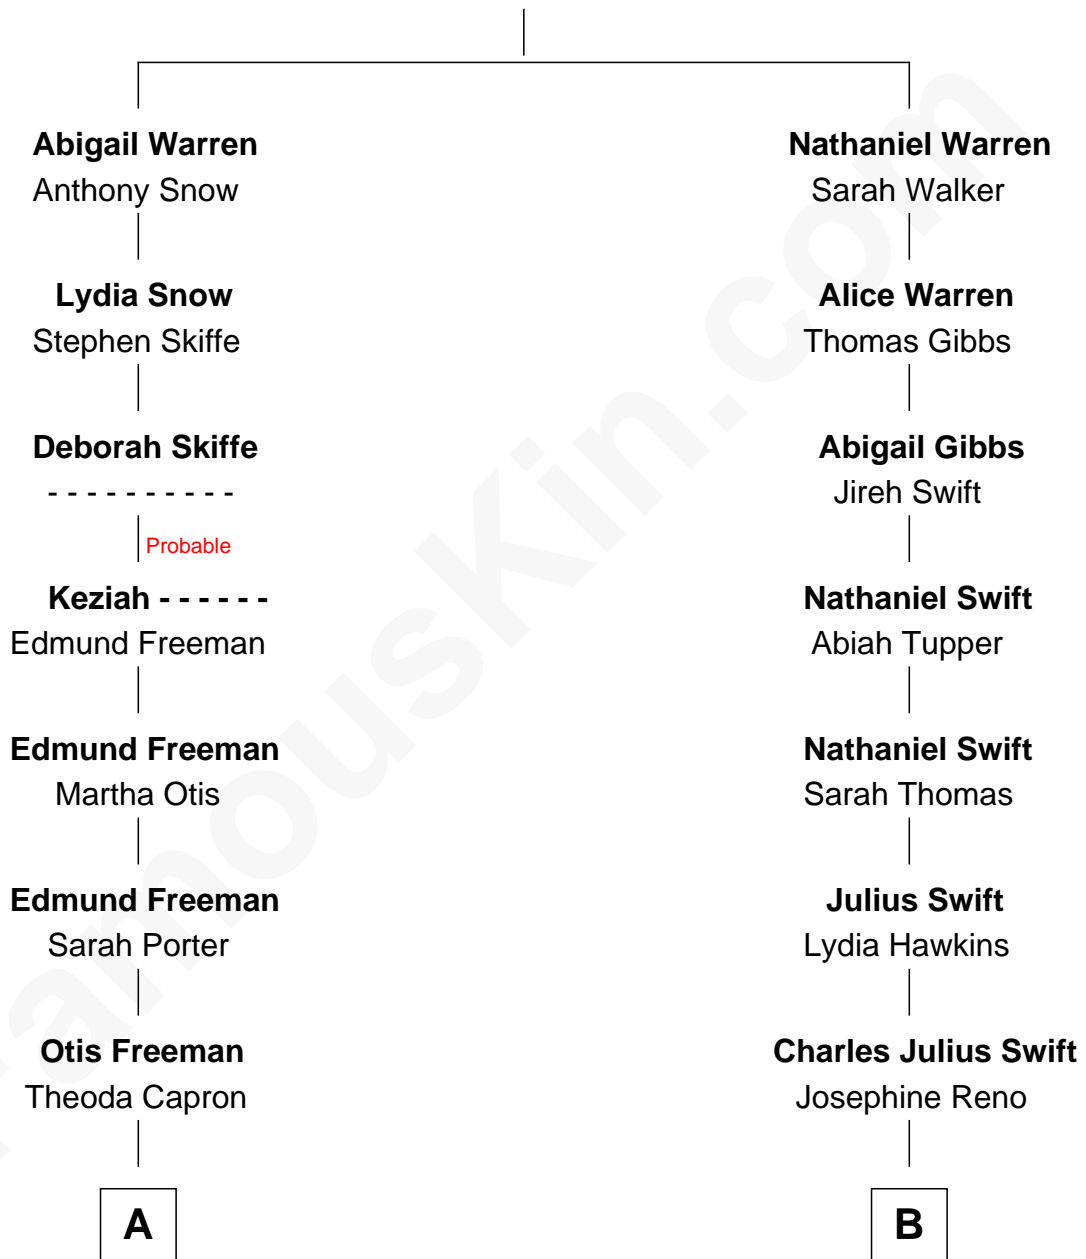 Abigail Warren
Anthony Snow
Nathaniel Warren
Sarah Walker
Lydia Snow
Stephen Skiffe
Alice Warren
Thomas Gibbs
Deborah Skiffe
- - - - - - - - - -
Abigail Gibbs
Jireh Swift
Probable
Keziah - - - - - -
Edmund Freeman
Nathaniel Swift
Abiah Tupper
Edmund Freeman
Martha Otis
Nathaniel Swift
Sarah Thomas
Edmund Freeman
Sarah Porter
Julius Swift
Lydia Hawkins
Otis Freeman
Theoda Capron
Charles Julius Swift
Josephine Reno
A
B
FamousKin.com